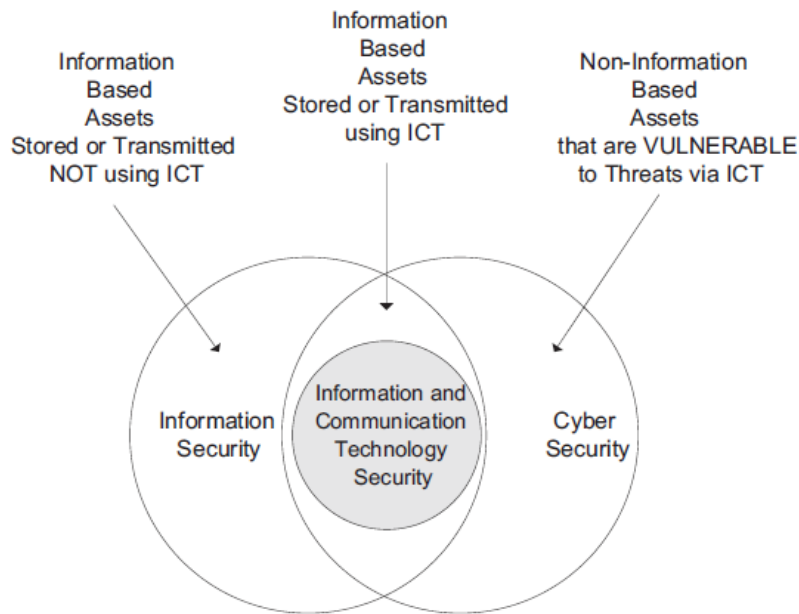 Information
Based
Assets
Stored or Transmitted
NOT using ICT
Information
Based
Assets
Stored or Transmitted
using ICT
Non-Information
Based
Assets
that are VULNERABLE
to Threats via ICT
Information
Security
Information and
Communication
Technology
Security
Cyber
Security